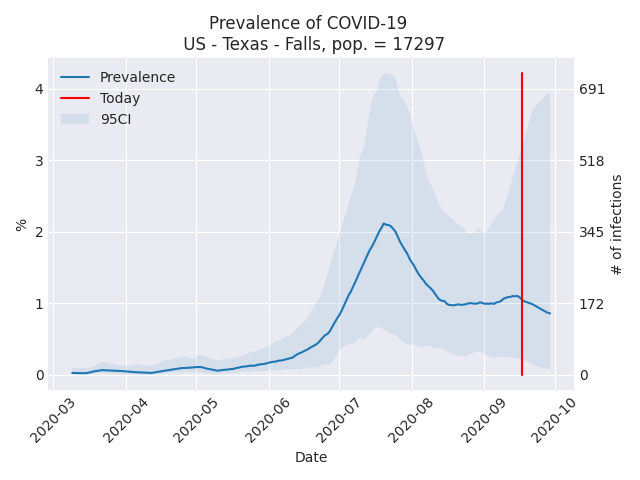 Prevalence of COVID-19
US - Texas - Falls, pop. = 17297
Prevalence
Today
95CI
4
3
2
1
0
%
691
518
345
172
0
# of infections
2020-03
2020-04
2020-05
2020-06
2020-07
2020-08
2020-09
2020-10
Date